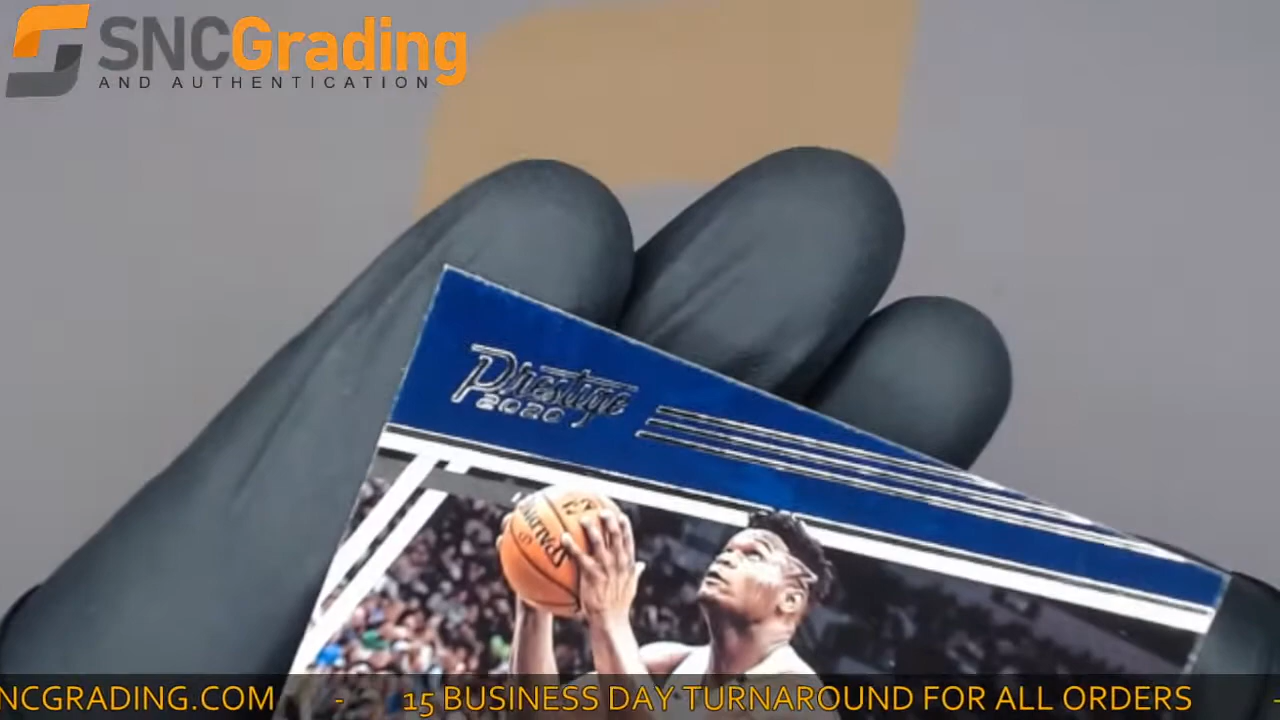 SNCGrading
AND AUTHENTICATION
Prestige
2020
SPALDING
NCGRADING.COM - 15 BUSINESS DAY TURNAROUND FOR ALL ORDERS -